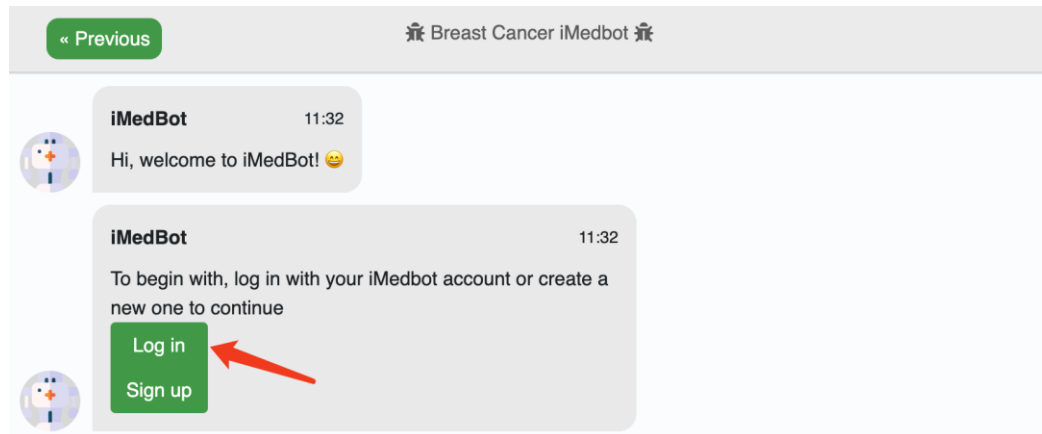 « Previous
Breast Cancer iMedbot
iMedBot 11:32
Hi, welcome to iMedBot! 😄
iMedBot 11:32
To begin with, log in with your iMedbot account or create a
new one to continue
Log in
Sign up